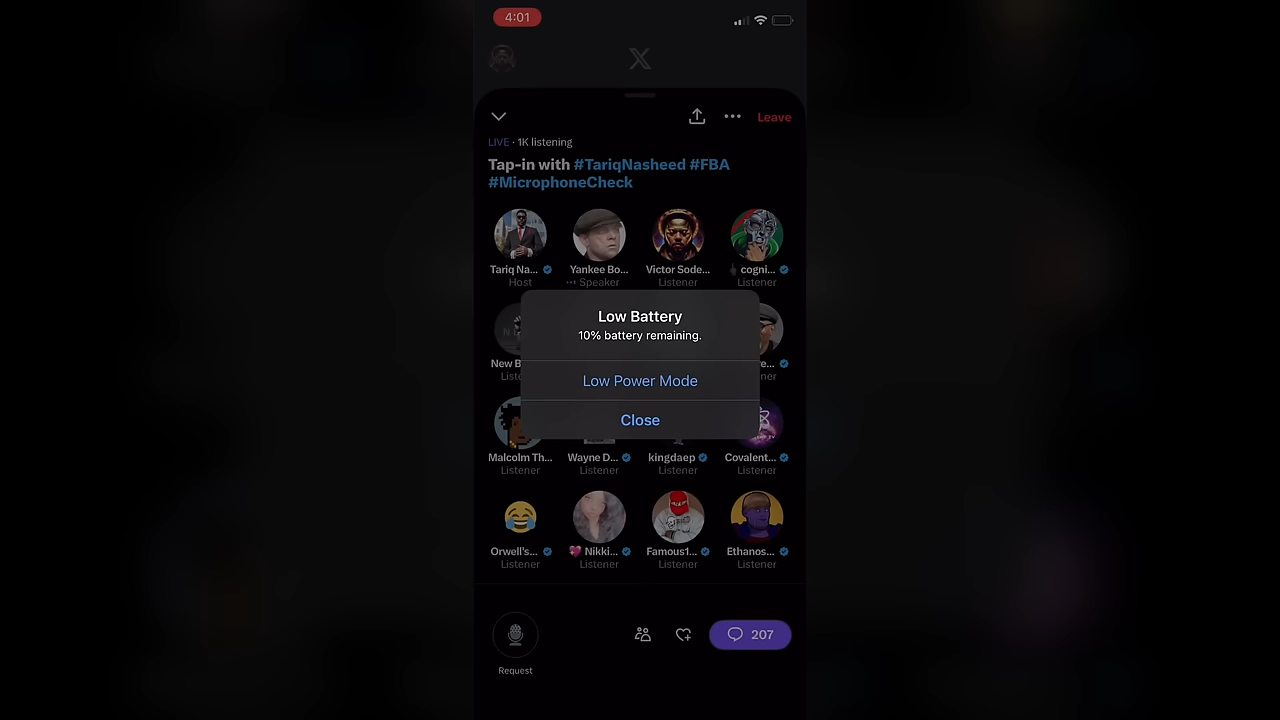 4:01
Leave
LIVE · 1K listening
Tap-in with #TariqNasheed #FBA
#MicrophoneCheck
Tariq Na... Yankee Bo... Victor Sode... cogni...
Host Speaker Listener Listener
Low Battery
10% battery remaining.
New B
Liste
Low Power Mode
Close
Malcolm Th... Wayne D... kingdaep Covalent...
Listener Listener Listener Listener
Orwell's... Nikki... Famous1... Ethanos...
Listener Listener Listener Listener
207
Request